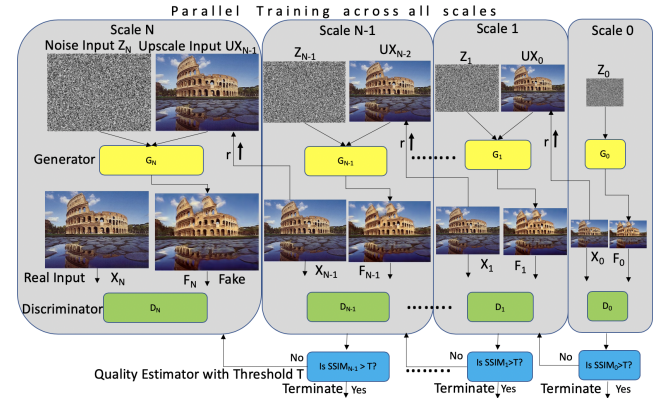 Parallel Training across all scales
Scale N
Scale N-1
Scale 1
Scale 0
Noise Input Z_N
Upscale Input UX_N-1
Z_N-1
UX_N-2
Z_1
UX_0
Z_0
Generator
G_N
r
G_N-1
r
G_1
r
G_0
Real Input
X_N
F_N
Fake
X_N-1
F_N-1
X_1
F_1
X_0
F_0
Discriminator
D_N
D_N-1
D_1
D_0
No
No
No
Quality Estimator with Threshold T
Is SSIM_N-1 > T?
Is SSIM_1>T?
Is SSIM_0>T?
Terminate
Yes
Terminate
Yes
Terminate
Yes